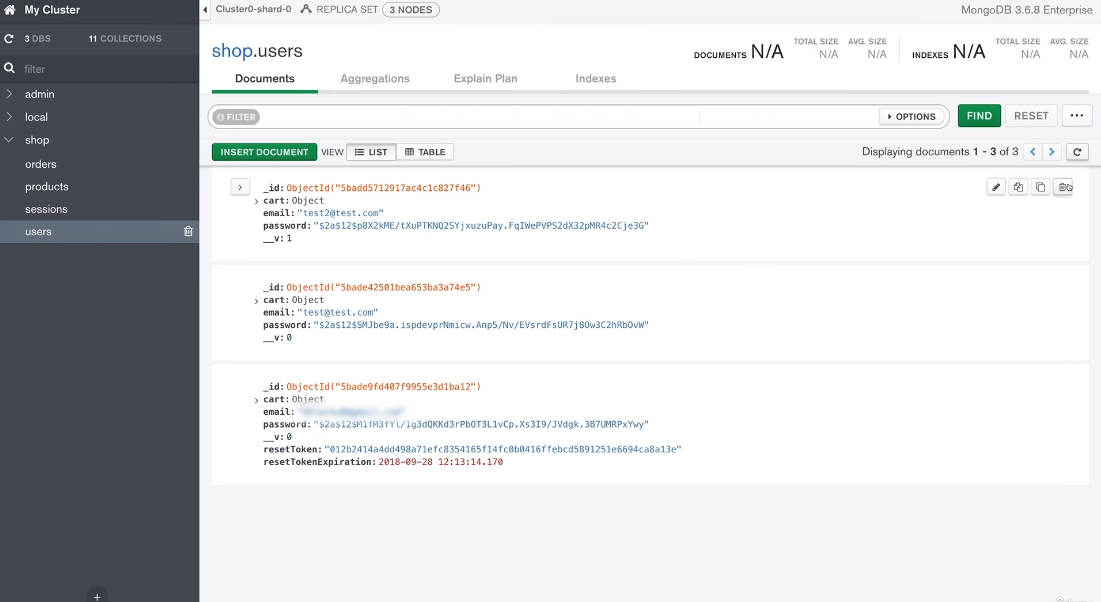 My Cluster
Cluster0-shard-0 REPLICA SET 3 NODES
MongoDB 3.6.8 Enterprise
3 DBS 11 COLLECTIONS
filter
admin
local
shop
orders
products
sessions
users
shop.users
DOCUMENTS N/A TOTAL SIZE N/A AVG. SIZE N/A
INDEXES N/A TOTAL SIZE N/A AVG. SIZE N/A
Documents Aggregations Explain Plan Indexes
FILTER OPTIONS FIND RESET ...
INSERT DOCUMENT VIEW LIST TABLE Displaying documents 1 - 3 of 3
_id: ObjectId("5badd5712917ac4c1c827f46")
cart: Object
email: "test2@test.com"
password: "$2a$12$p8X2kME/tXuPTKNQ2SYjxuzuPay.FqIWePVPS2dX32pMR4c2Cje3G"
__v: 1
_id: ObjectId("5bade42501bea653ba3a74e5")
cart: Object
email: "test@test.com"
password: "$2a$12$SMJbe9a.ispdevprNmicw.Anp5/Nv/EVsrdFsUR7j8Ow3C2hRbOvW"
__v: 0
_id: ObjectId("5bade9fd407f9955e3d1ba12")
cart: Object
email:
password: "$2a$12$M1fM3fYl/1g3dQKKd3rPbOT3L1vCp.Xs3I9/JVdgk.3B7UMRPxYwy"
__v: 0
resetToken: "012b2414a4dd498a71efc8354165f14fc0b0416ffebcd5891251e6694ca8a13e"
resetTokenExpiration: 2018-09-28 12:13:14.170